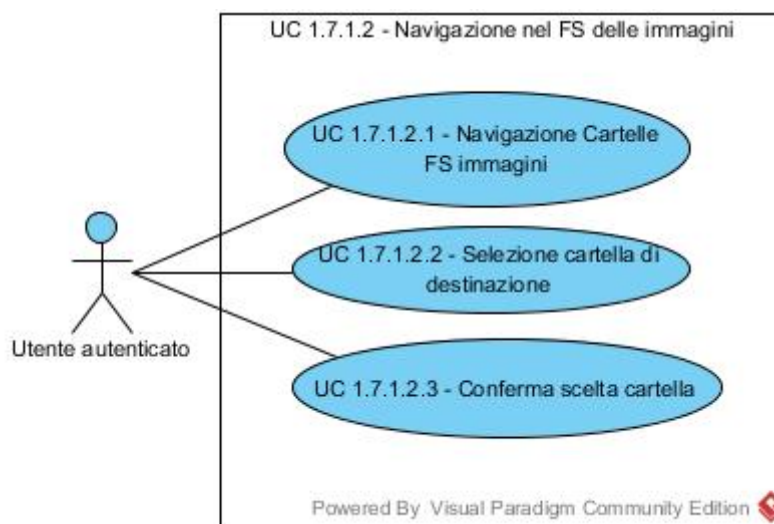 UC 1.7.1.2 - Navigazione nel FS delle immagini
UC 1.7.1.2.1 - Navigazione Cartelle
FS immagini
UC 1.7.1.2.2 - Selezione cartella di
destinazione
Utente autenticato
UC 1.7.1.2.3 - Conferma scelta cartella
Powered By Visual Paradigm Community Edition